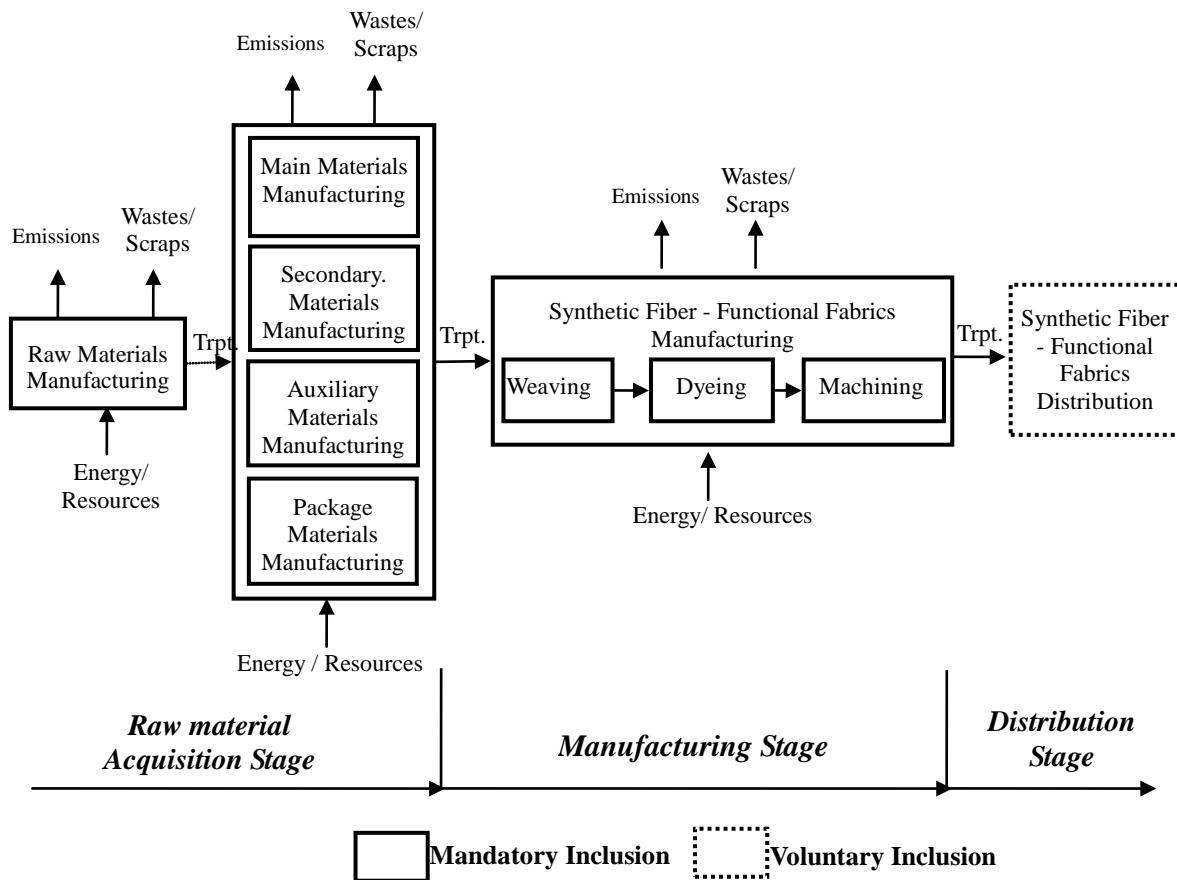 Emissions
Wastes/
Scraps
Raw Materials
Manufacturing
Energy/
Resources
Trpt.
Emissions
Wastes/
Scraps
Main Materials
Manufacturing
Secondary.
Materials
Manufacturing
Auxiliary
Materials
Manufacturing
Package
Materials
Manufacturing
Energy / Resources
Trpt.
Emissions
Wastes/
Scraps
Synthetic Fiber - Functional Fabrics
Manufacturing
Weaving
Dyeing
Machining
Energy/ Resources
Trpt.
Synthetic Fiber
- Functional
Fabrics
Distribution
Raw material
Acquisition Stage
Manufacturing Stage
Distribution
Stage
Mandatory Inclusion
Voluntary Inclusion